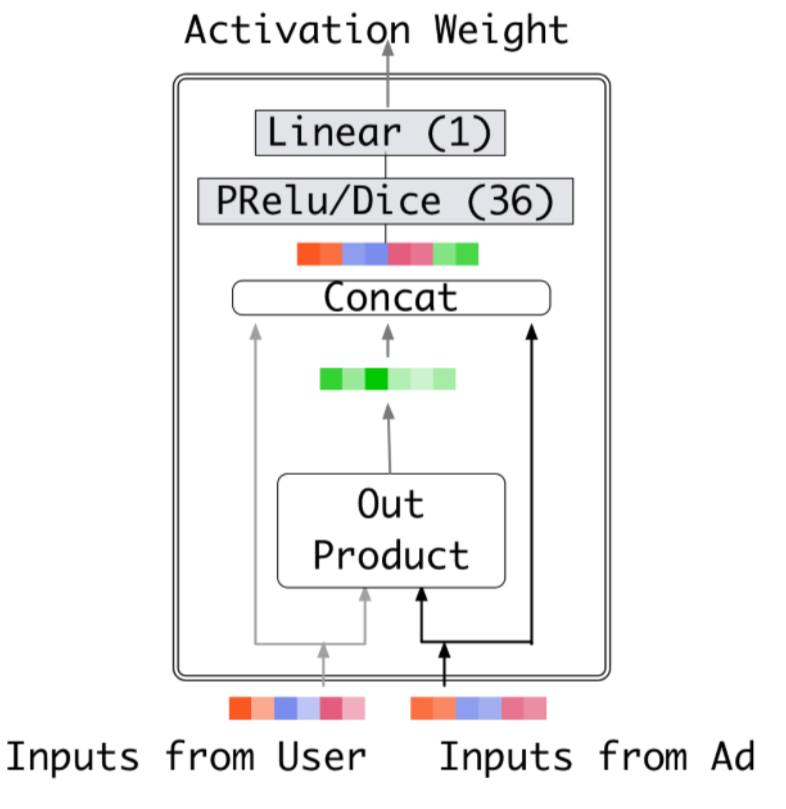 Activation Weight
Linear (1)
PRelu/Dice (36)
Concat
Out
Product
Inputs from User
Inputs from Ad